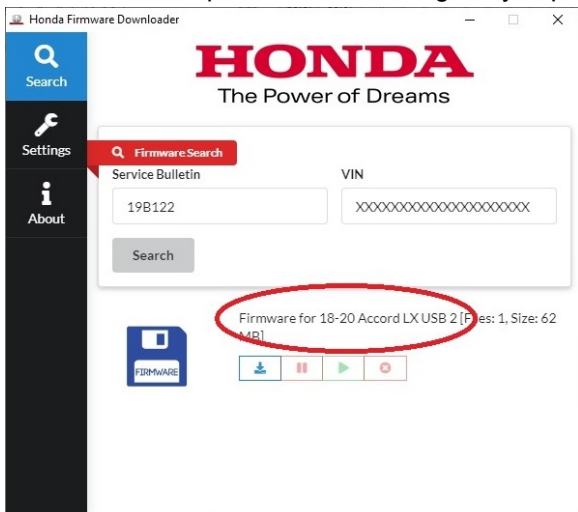 Honda Firmware Downloader
HONDA
The Power of Dreams
Search
Settings
About
Firmware Search
Service Bulletin
VIN
19B122
XXXXXXXXXXXXXXXXXXXX
Search
Firmware for 18-20 Accord LX USB 2 [Files: 1, Size: 62
MB]
FIRMWARE